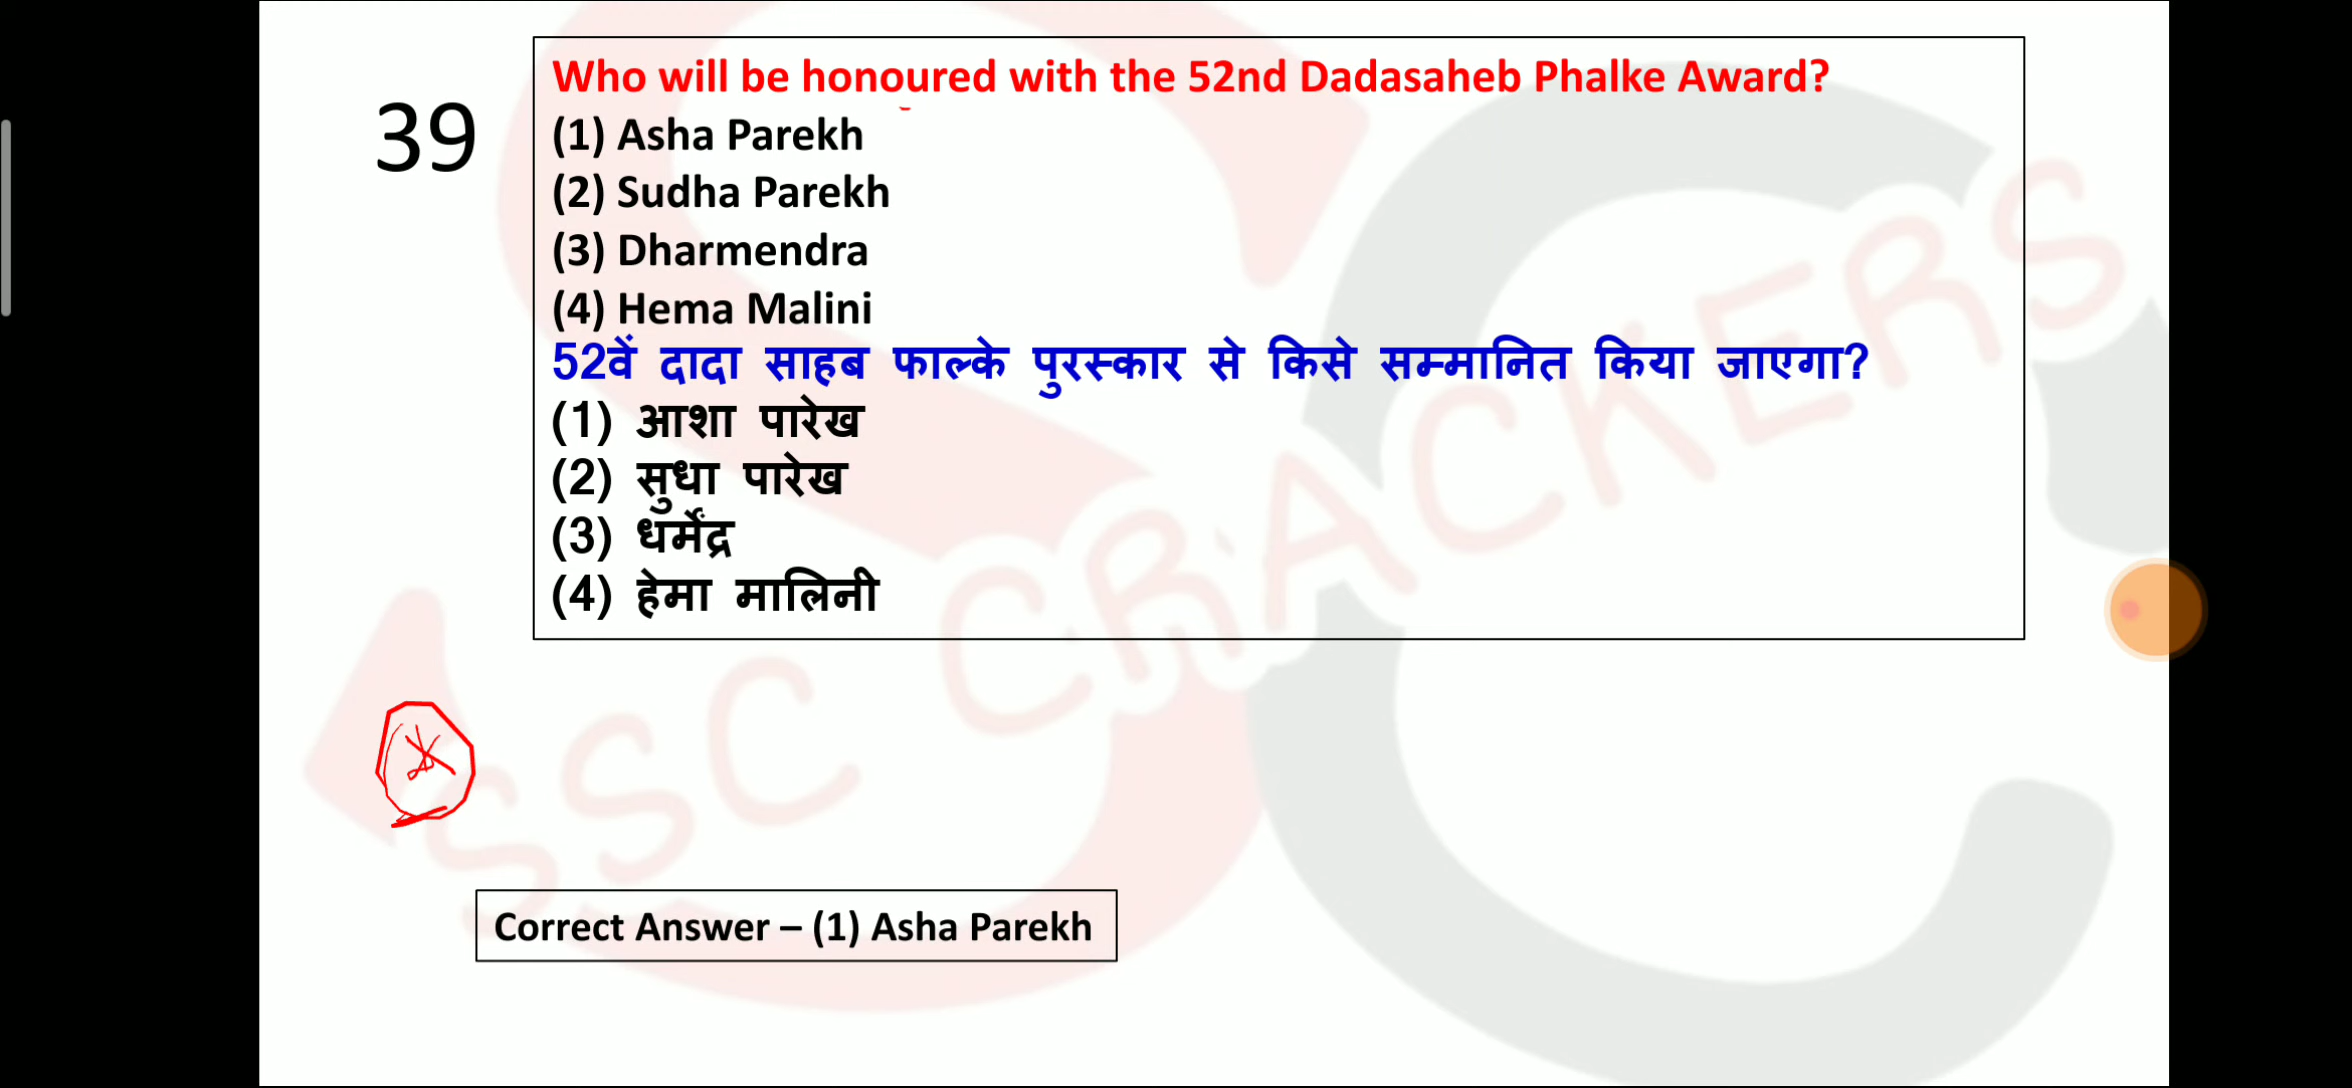 39
Who will be honoured with the 52nd Dadasaheb Phalke Award?
(1) Asha Parekh
(2) Sudha Parekh
(3) Dharmendra
(4) Hema Malini
52वें दादा साहब फाल्के पुरस्कार से किसे सम्मानित किया जाएगा?
(1) आशा पारेख
(2) सुधा पारेख
(3) धर्मेंद्र
(4) हेमा मालिनी
SSC CRACKERS
Correct Answer – (1) Asha Parekh